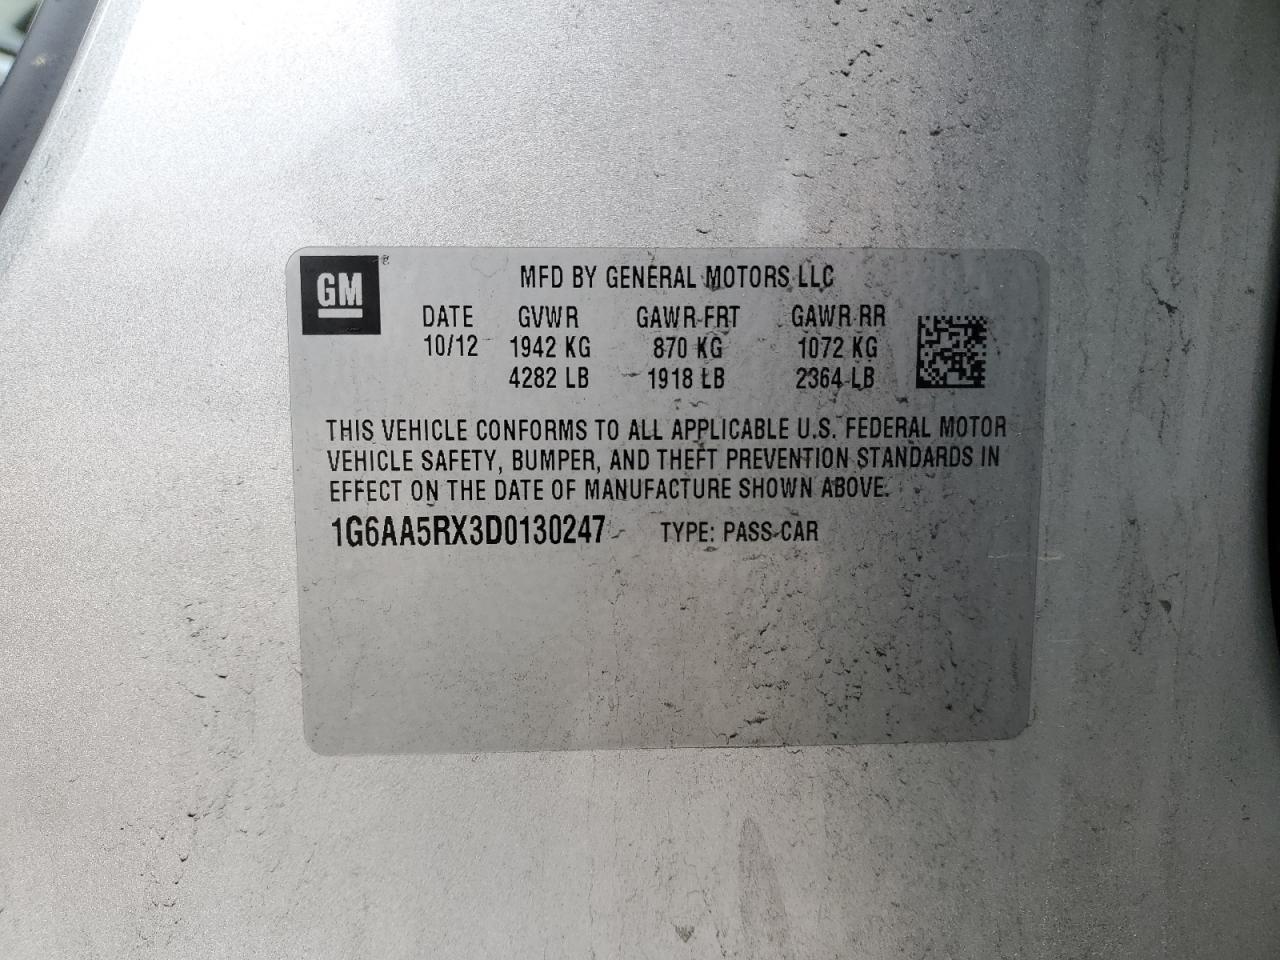 GM ®
MFD BY GENERAL MOTORS LLC
DATE GVWR GAWR FRT GAWR RR
10/12 1942 KG 870 KG 1072 KG
4282 LB 1918 LB 2364 LB
THIS VEHICLE CONFORMS TO ALL APPLICABLE U.S. FEDERAL MOTOR
VEHICLE SAFETY, BUMPER, AND THEFT PREVENTION STANDARDS IN
EFFECT ON THE DATE OF MANUFACTURE SHOWN ABOVE.
1G6AA5RX3D0130247 TYPE: PASS CAR